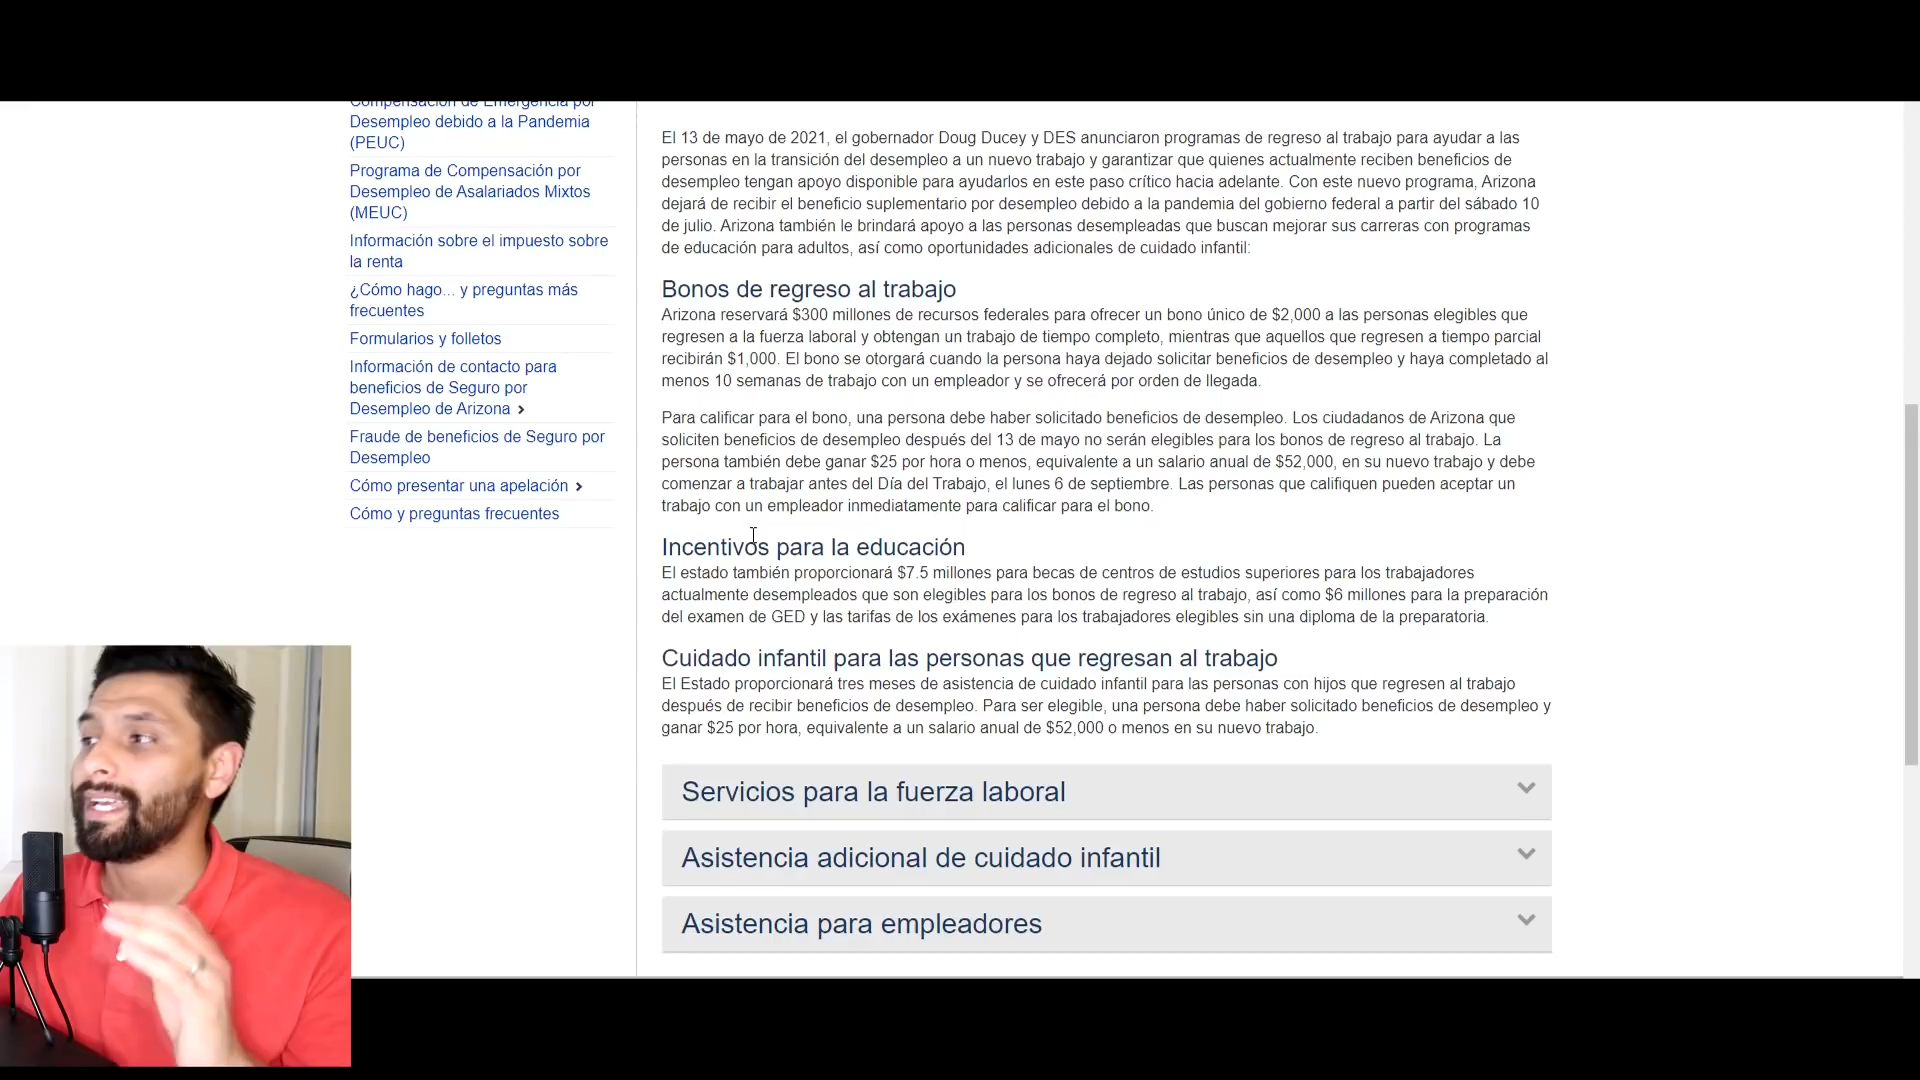 Compensación de Emergencia por
Desempleo debido a la Pandemia
(PEUC)
Programa de Compensación por
Desempleo de Asalariados Mixtos
(MEUC)
Información sobre el impuesto sobre
la renta
¿Cómo hago... y preguntas más
frecuentes
Formularios y folletos
Información de contacto para
beneficios de Seguro por
Desempleo de Arizona
Fraude de beneficios de Seguro por
Desempleo
Cómo presentar una apelación
Cómo y preguntas frecuentes
El 13 de mayo de 2021, el gobernador Doug Ducey y DES anunciaron programas de regreso al trabajo para ayudar a las
personas en la transición del desempleo a un nuevo trabajo y garantizar que quienes actualmente reciben beneficios de
desempleo tengan apoyo disponible para ayudarlos en este paso crítico hacia adelante. Con este nuevo programa, Arizona
dejará de recibir el beneficio suplementario por desempleo debido a la pandemia del gobierno federal a partir del sábado 10
de julio. Arizona también le brindará apoyo a las personas desempleadas que buscan mejorar sus carreras con programas
de educación para adultos, así como oportunidades adicionales de cuidado infantil:
Bonos de regreso al trabajo
Arizona reservará $300 millones de recursos federales para ofrecer un bono único de $2,000 a las personas elegibles que
regresen a la fuerza laboral y obtengan un trabajo de tiempo completo, mientras que aquellos que regresen a tiempo parcial
recibirán $1,000. El bono se otorgará cuando la persona haya dejado solicitar beneficios de desempleo y haya completado al
menos 10 semanas de trabajo con un empleador y se ofrecerá por orden de llegada.
Para calificar para el bono, una persona debe haber solicitado beneficios de desempleo. Los ciudadanos de Arizona que
soliciten beneficios de desempleo después del 13 de mayo no serán elegibles para los bonos de regreso al trabajo. La
persona también debe ganar $25 por hora o menos, equivalente a un salario anual de $52,000, en su nuevo trabajo y debe
comenzar a trabajar antes del Día del Trabajo, el lunes 6 de septiembre. Las personas que califiquen pueden aceptar un
trabajo con un empleador inmediatamente para calificar para el bono.
Incentivos para la educación
El estado también proporcionará $7.5 millones para becas de centros de estudios superiores para los trabajadores
actualmente desempleados que son elegibles para los bonos de regreso al trabajo, así como $6 millones para la preparación
del examen de GED y las tarifas de los exámenes para los trabajadores elegibles sin una diploma de la preparatoria.
Cuidado infantil para las personas que regresan al trabajo
El Estado proporcionará tres meses de asistencia de cuidado infantil para las personas con hijos que regresen al trabajo
después de recibir beneficios de desempleo. Para ser elegible, una persona debe haber solicitado beneficios de desempleo y
ganar $25 por hora, equivalente a un salario anual de $52,000 o menos en su nuevo trabajo.
Servicios para la fuerza laboral
Asistencia adicional de cuidado infantil
Asistencia para empleadores